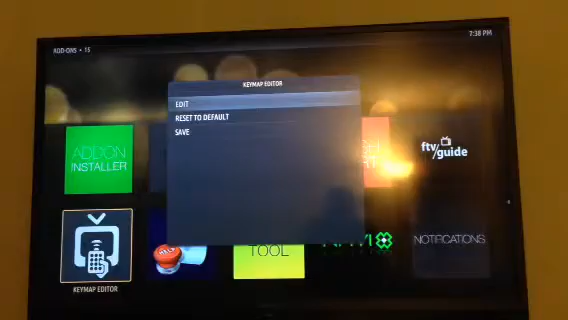 ADD-ONS • 15
7:38 PM
KEYMAP EDITOR
EDIT
RESET TO DEFAULT
SAVE
ADDON
INSTALLER
ftv/guide
TOOL
NOTIFICATIONS
KEYMAP EDITOR